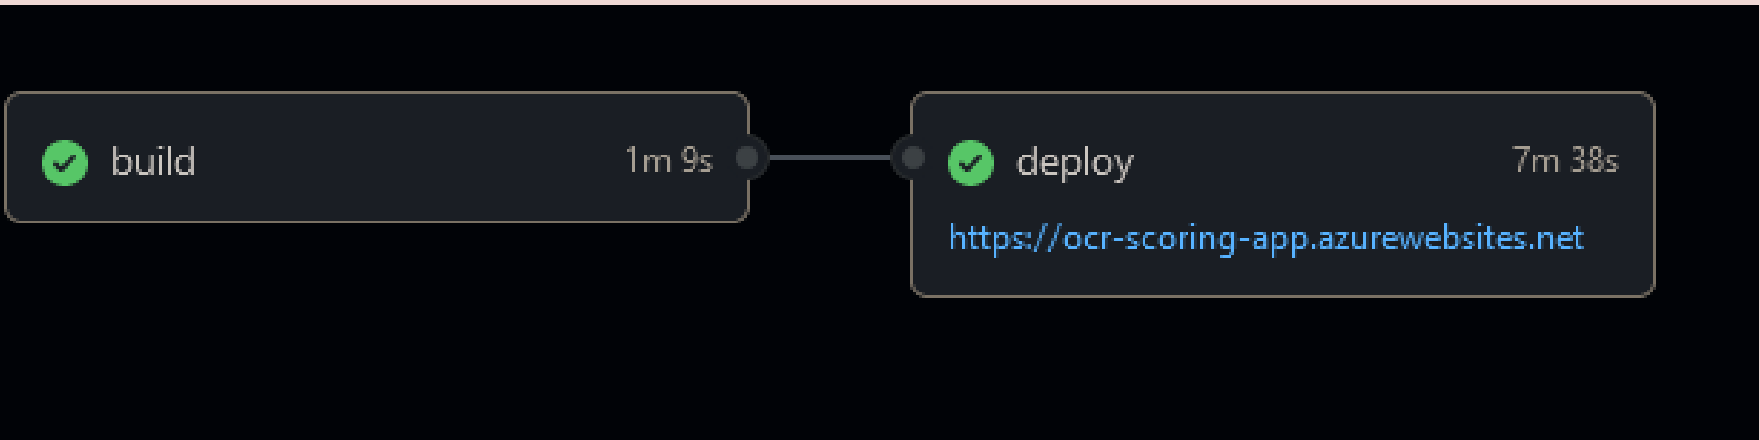 build 1m 9s
deploy 7m 38s
https://ocr-scoring-app.azurewebsites.net